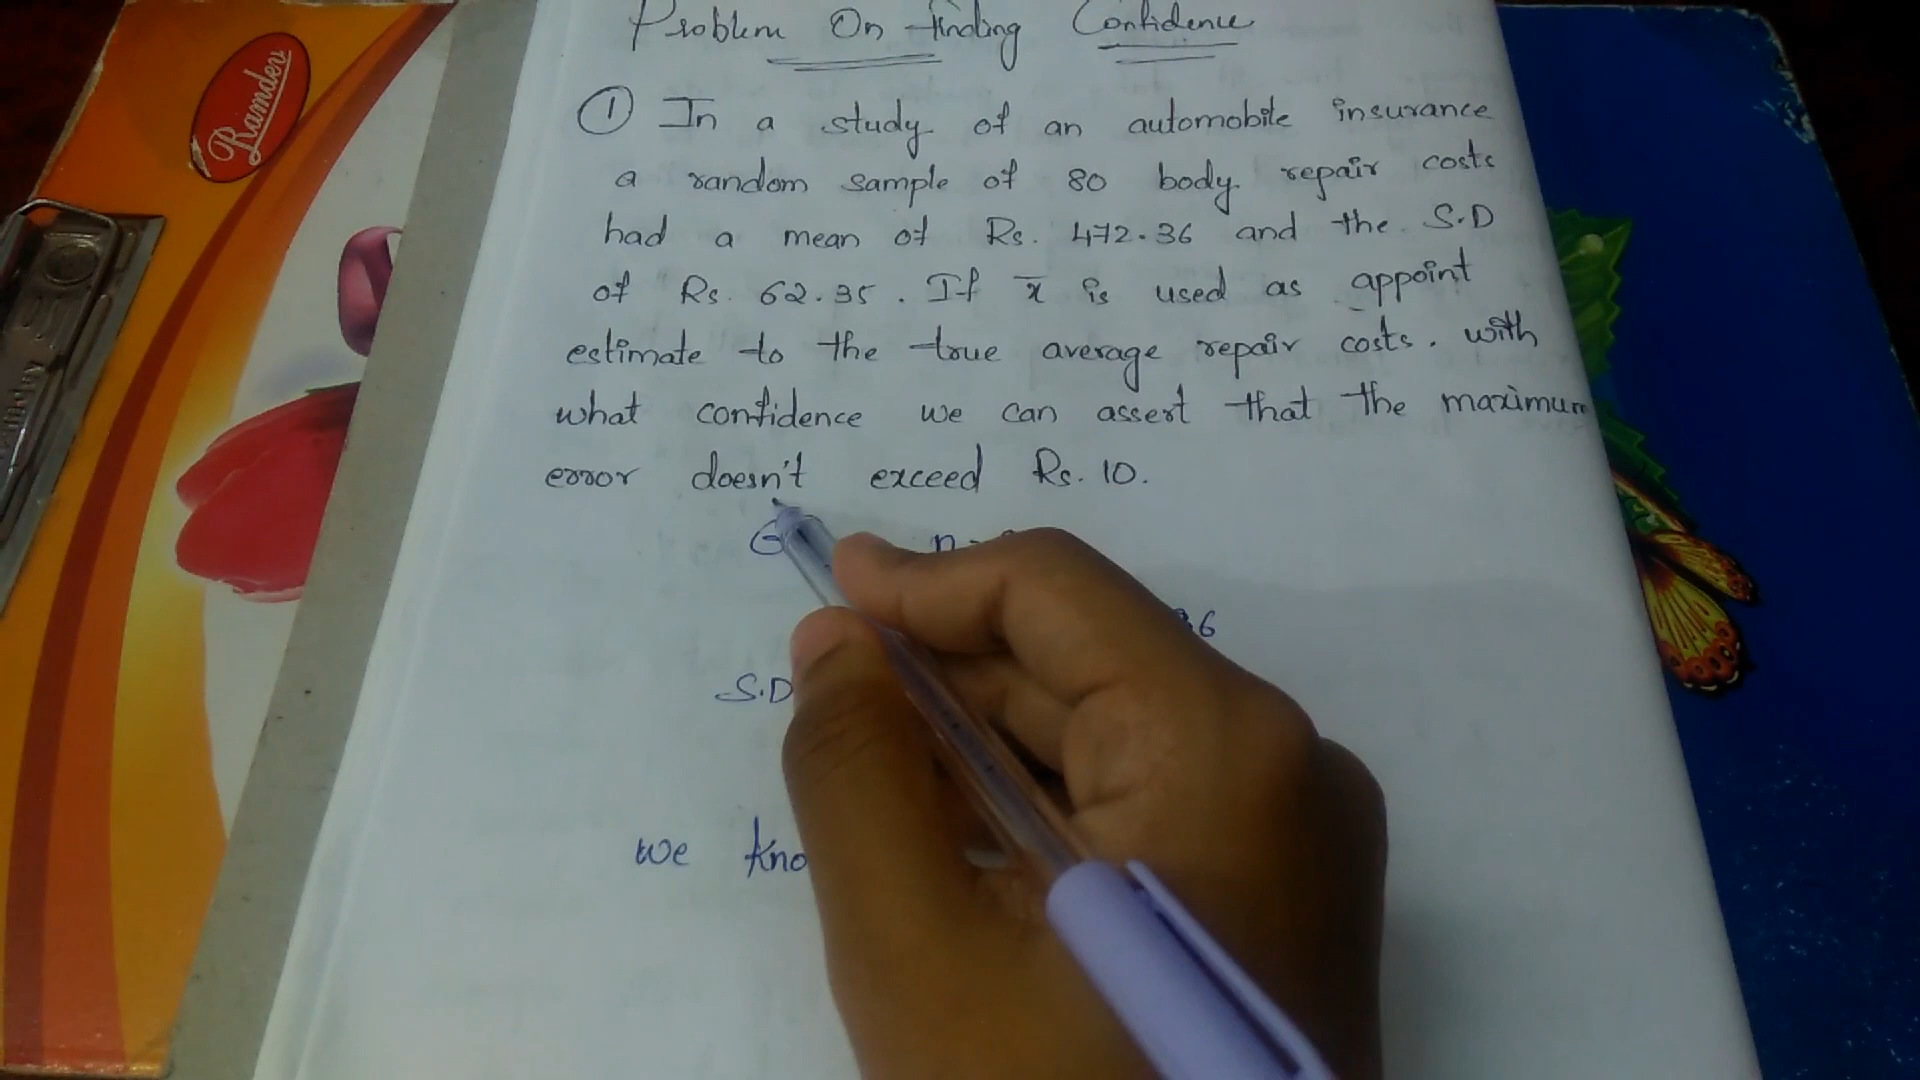 Problem On finding Confidence
① In a study of an automobile insurance
a random sample of 80 body repair costs
had a mean of Rs. 472.36 and the S.D
of Rs. 62.35. If x̄ is used as appoint
estimate to the true average repair costs. with
what confidence we can assert that the maximum
error doesn't exceed Rs. 10.
S.D
we kno
Ramdev